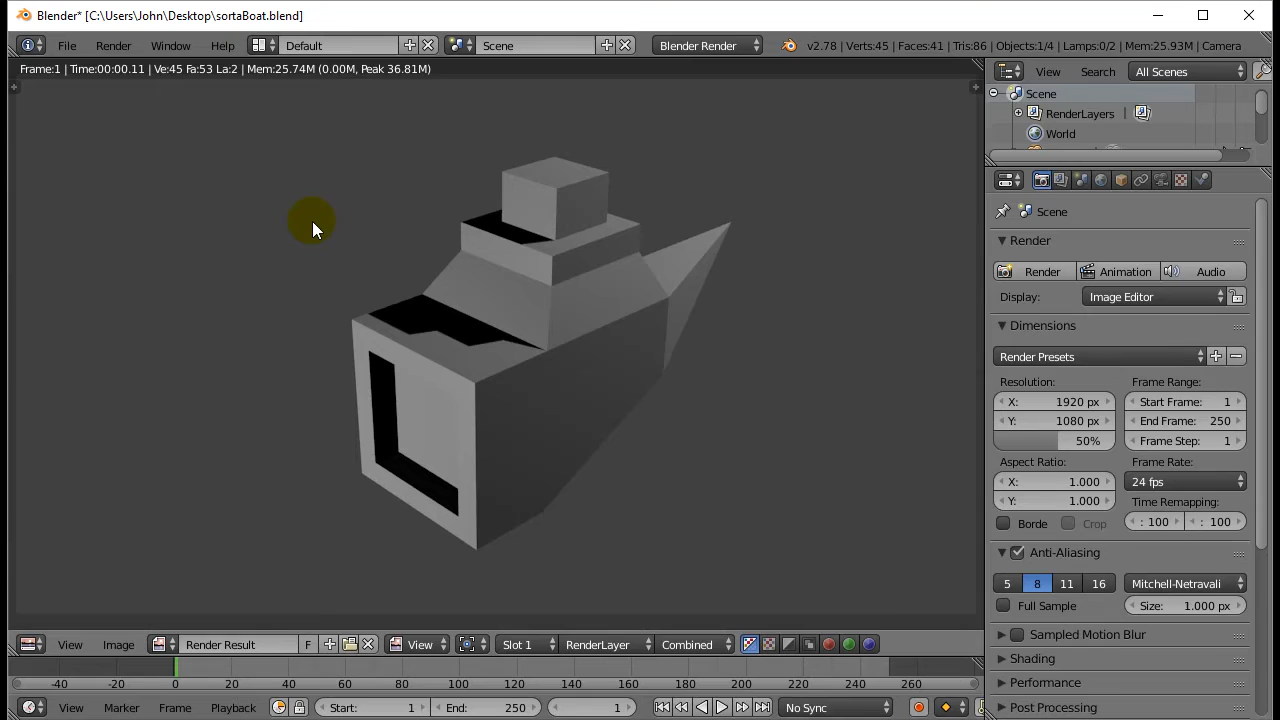 Blender* [C:\Users\John\Desktop\sortaBoat.blend]
File Render Window Help Default Scene Blender Render v2.78 | Verts:45 | Faces:41 | Tris:86 | Objects:1/4 | Lamps:0/2 | Mem:25.93M | Camera
Frame:1 | Time:00:00.11 | Ve:45 Fa:53 La:2 | Mem:25.74M (0.00M, Peak 36.81M)
View Search All Scenes
Scene
RenderLayers |
World
Scene
Render
Render Animation Audio
Display: Image Editor
Dimensions
Render Presets
Resolution: Frame Range:
X: 1920 px Start Frame: 1
Y: 1080 px End Frame: 250
50% Frame Step: 1
Aspect Ratio: Frame Rate:
X: 1.000 24 fps
Y: 1.000 Time Remapping:
Borde Crop : 100 : 100
Anti-Aliasing
5 8 11 16 Mitchell-Netravali
Full Sample Size: 1.000 px
Sampled Motion Blur
Shading
Performance
Post Processing
View Image Render Result F View Slot 1 RenderLayer Combined
-40 -20 0 20 40 60 80 100 120 140 160 180 200 220 240 260
View Marker Frame Playback Start: 1 End: 250 1 No Sync